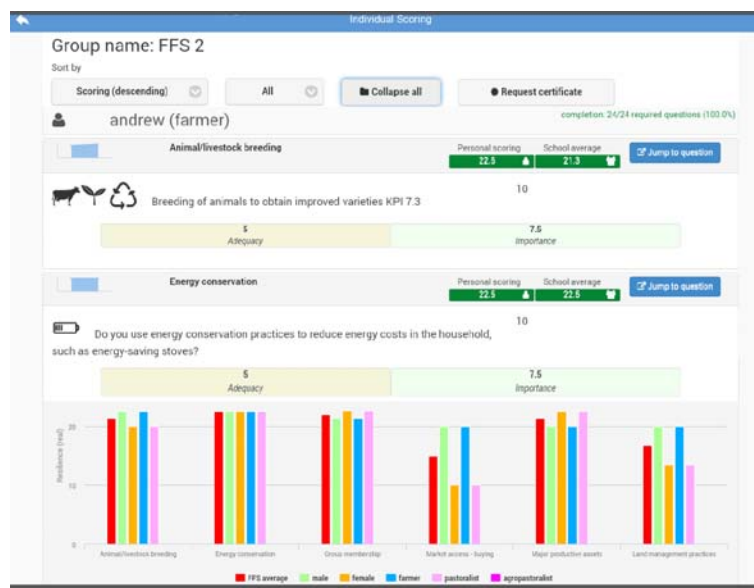 Individual Scoring
Group name: FFS 2
Sort by
Scoring (descending) All Collapse all Request certificate
andrew (farmer) completion: 24/24 required questions (100.0%)
Animal/livestock breeding Personal scoring School average Jump to question
22.5 21.3
10
Breeding of animals to obtain improved varieties KPI 7.3
5 7.5
Adequacy Importance
Energy conservation Personal scoring School average Jump to question
22.5 22.5
10
Do you use energy conservation practices to reduce energy costs in the household,
such as energy-saving stoves?
5 7.5
Adequacy Importance
Resilience (real)
20
10
0
Animal/livestock breeding Energy conservation Group membership Market access - buying Major productive assets Land management practices
FFS average male female farmer pastoralist agropastoralist